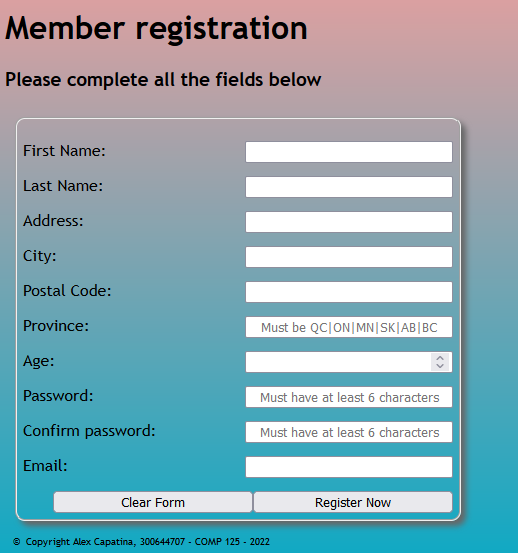 Member registration
Please complete all the fields below
First Name:
Last Name:
Address:
City:
Postal Code:
Province: Must be QC|ON|MN|SK|AB|BC
Age:
Password: Must have at least 6 characters
Confirm password: Must have at least 6 characters
Email:
Clear Form Register Now
© Copyright Alex Capatina, 300644707 - COMP 125 - 2022